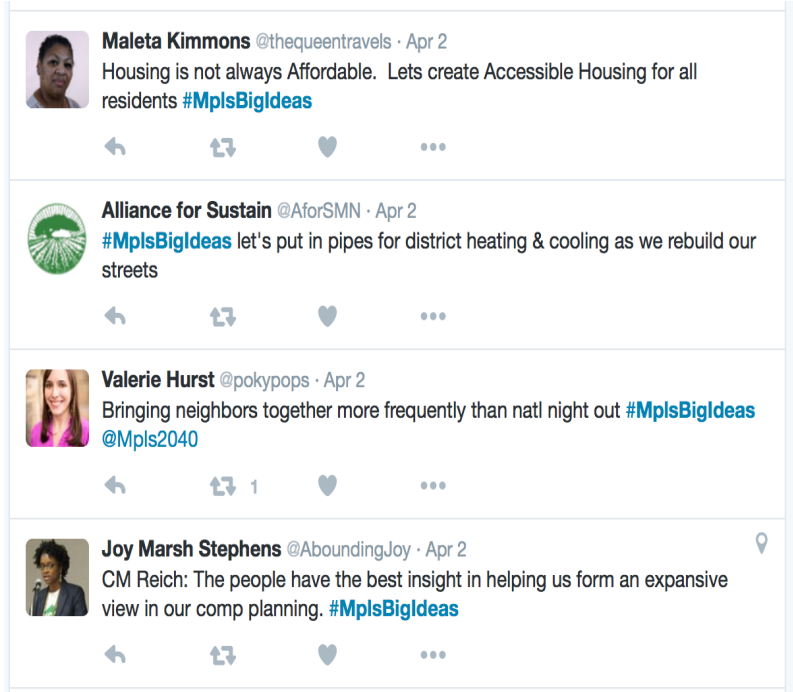 Maleta Kimmons @thequeentravels · Apr 2
Housing is not always Affordable.  Lets create Accessible Housing for all
residents #MplsBigIdeas
Alliance for Sustain @AforSMN · Apr 2
#MplsBigIdeas let's put in pipes for district heating & cooling as we rebuild our
streets
Valerie Hurst @pokypops · Apr 2
Bringing neighbors together more frequently than natl night out #MplsBigIdeas
@Mpls2040
1
Joy Marsh Stephens @AboundingJoy · Apr 2
CM Reich: The people have the best insight in helping us form an expansive
view in our comp planning. #MplsBigIdeas